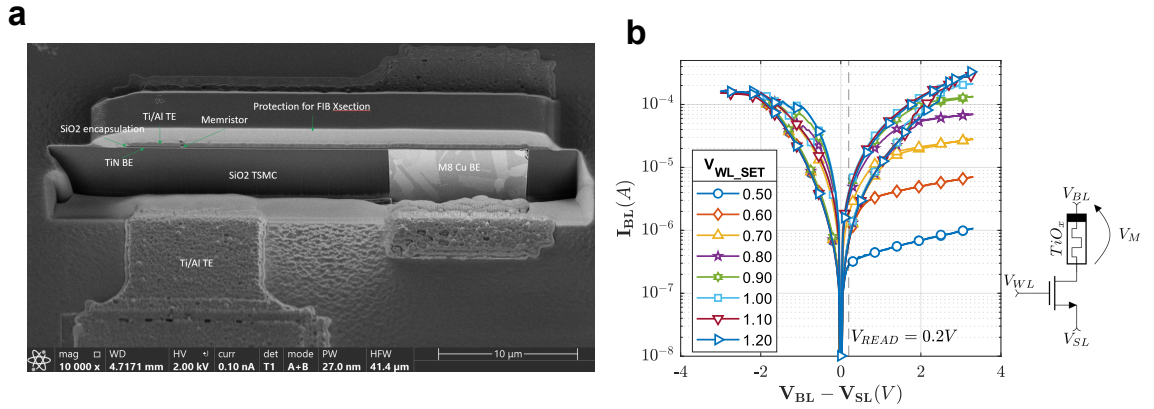 a
Protection for FIB Xsection
Ti/Al TE
Memristor
SiO2 encapsulation
TiN BE
SiO2 TSMC
M8 Cu BE
Ti/Al TE
mag WD HV curr det mode PW HFW
10 000 x 4.7171 mm 2.00 kV 0.10 nA T1 A+B 27.0 nm 41.4 µm
10 µm
b
I_BL(A)
10⁻⁴
10⁻⁵
10⁻⁶
10⁻⁷
10⁻⁸
V_WL_SET
0.50
0.60
0.70
0.80
0.90
1.00
1.10
1.20
V_READ = 0.2V
-4 -2 0 2 4
V_BL − V_SL(V)
V_BL
TiO_x
V_M
V_WL
V_SL